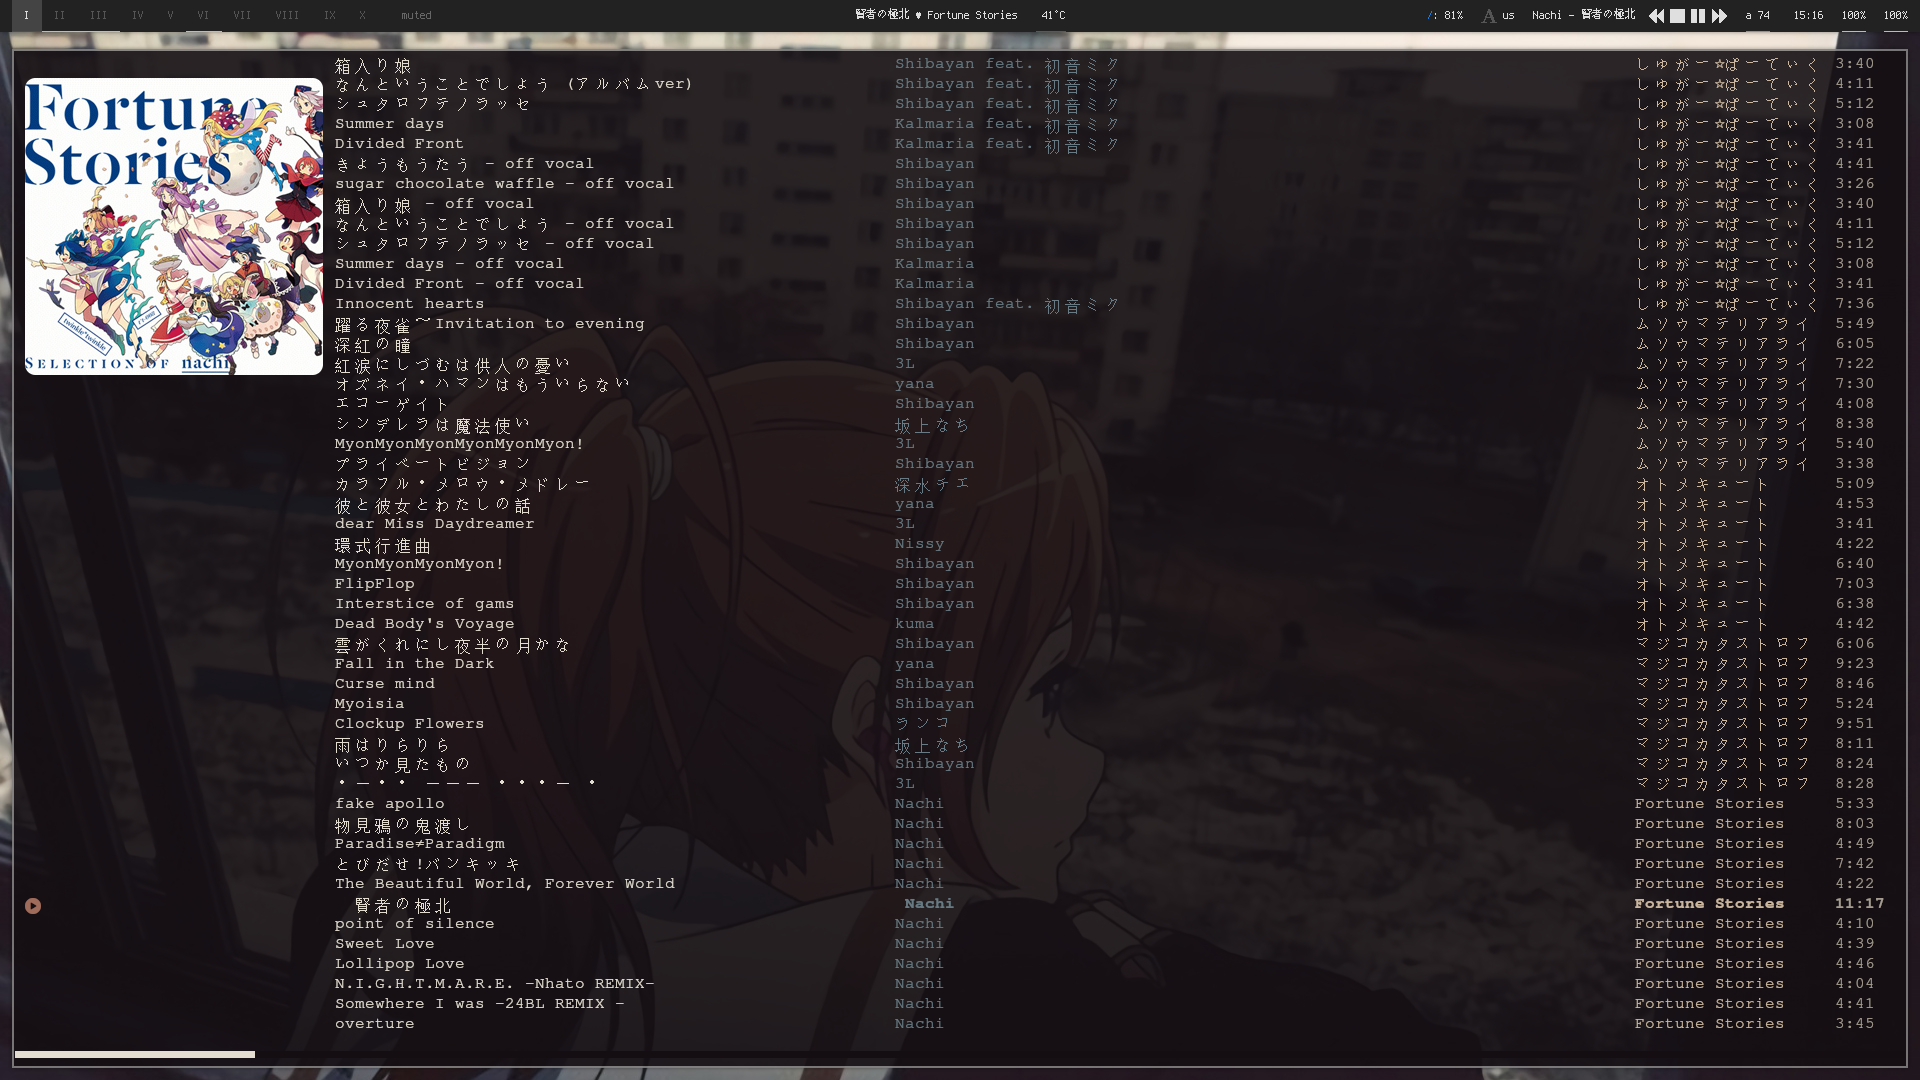 I II III IV V VI VII VIII IX X muted 賢者の極北 ♥ Fortune Stories 41°C /: 81% A us Nachi - 賢者の極北 a 74 15:16 100% 100%
Fortune
Stories
twinkle*twinkle
SELECTION OF nachi
箱入り娘 Shibayan feat. 初音ミク しゅがー☆ぱーてぃく 3:40
なんということでしょう (アルバムver) Shibayan feat. 初音ミク しゅがー☆ぱーてぃく 4:11
シュタロフテノラッセ Shibayan feat. 初音ミク しゅがー☆ぱーてぃく 5:12
Summer days Kalmaria feat. 初音ミク しゅがー☆ぱーてぃく 3:08
Divided Front Kalmaria feat. 初音ミク しゅがー☆ぱーてぃく 3:41
きょうもうたう - off vocal Shibayan しゅがー☆ぱーてぃく 4:41
sugar chocolate waffle - off vocal Shibayan しゅがー☆ぱーてぃく 3:26
箱入り娘 - off vocal Shibayan しゅがー☆ぱーてぃく 3:40
なんということでしょう - off vocal Shibayan しゅがー☆ぱーてぃく 4:11
シュタロフテノラッセ - off vocal Shibayan しゅがー☆ぱーてぃく 5:12
Summer days - off vocal Kalmaria しゅがー☆ぱーてぃく 3:08
Divided Front - off vocal Kalmaria しゅがー☆ぱーてぃく 3:41
Innocent hearts Shibayan feat. 初音ミク しゅがー☆ぱーてぃく 7:36
躍る夜雀 ~ Invitation to evening Shibayan ムソウマテリアライ 5:49
深紅の瞳 Shibayan ムソウマテリアライ 6:05
紅涙にしづむは供人の憂い 3L ムソウマテリアライ 7:22
オズネイ・ハマンはもういらない yana ムソウマテリアライ 7:30
エコーゲイト Shibayan ムソウマテリアライ 4:08
シンデレラは魔法使い 坂上なち ムソウマテリアライ 8:38
MyonMyonMyonMyonMyonMyon! 3L ムソウマテリアライ 5:40
プライベートビジョン Shibayan ムソウマテリアライ 3:38
カラフル・メロウ・メドレー 深水チエ オトメキュート 5:09
彼と彼女とわたしの話 yana オトメキュート 4:53
dear Miss Daydreamer 3L オトメキュート 3:41
環式行進曲 Nissy オトメキュート 4:22
MyonMyonMyonMyon! Shibayan オトメキュート 6:40
FlipFlop Shibayan オトメキュート 7:03
Interstice of gams Shibayan オトメキュート 6:38
Dead Body's Voyage kuma オトメキュート 4:42
雲がくれにし夜半の月かな Shibayan マジコカタストロフ 6:06
Fall in the Dark yana マジコカタストロフ 9:23
Curse mind Shibayan マジコカタストロフ 8:46
Myoisia Shibayan マジコカタストロフ 5:24
Clockup Flowers ランコ マジコカタストロフ 9:51
雨はりらりら 坂上なち マジコカタストロフ 8:11
いつか見たもの Shibayan マジコカタストロフ 8:24
・－・・ －－－ ・・・－ ・ 3L マジコカタストロフ 8:28
fake apollo Nachi Fortune Stories 5:33
物見鴉の鬼渡し Nachi Fortune Stories 8:03
Paradise≠Paradigm Nachi Fortune Stories 4:49
とびだせ!バンキッキ Nachi Fortune Stories 7:42
The Beautiful World, Forever World Nachi Fortune Stories 4:22
賢者の極北 Nachi Fortune Stories 11:17
point of silence Nachi Fortune Stories 4:10
Sweet Love Nachi Fortune Stories 4:39
Lollipop Love Nachi Fortune Stories 4:46
N.I.G.H.T.M.A.R.E. -Nhato REMIX- Nachi Fortune Stories 4:04
Somewhere I was -24BL REMIX - Nachi Fortune Stories 4:41
overture Nachi Fortune Stories 3:45